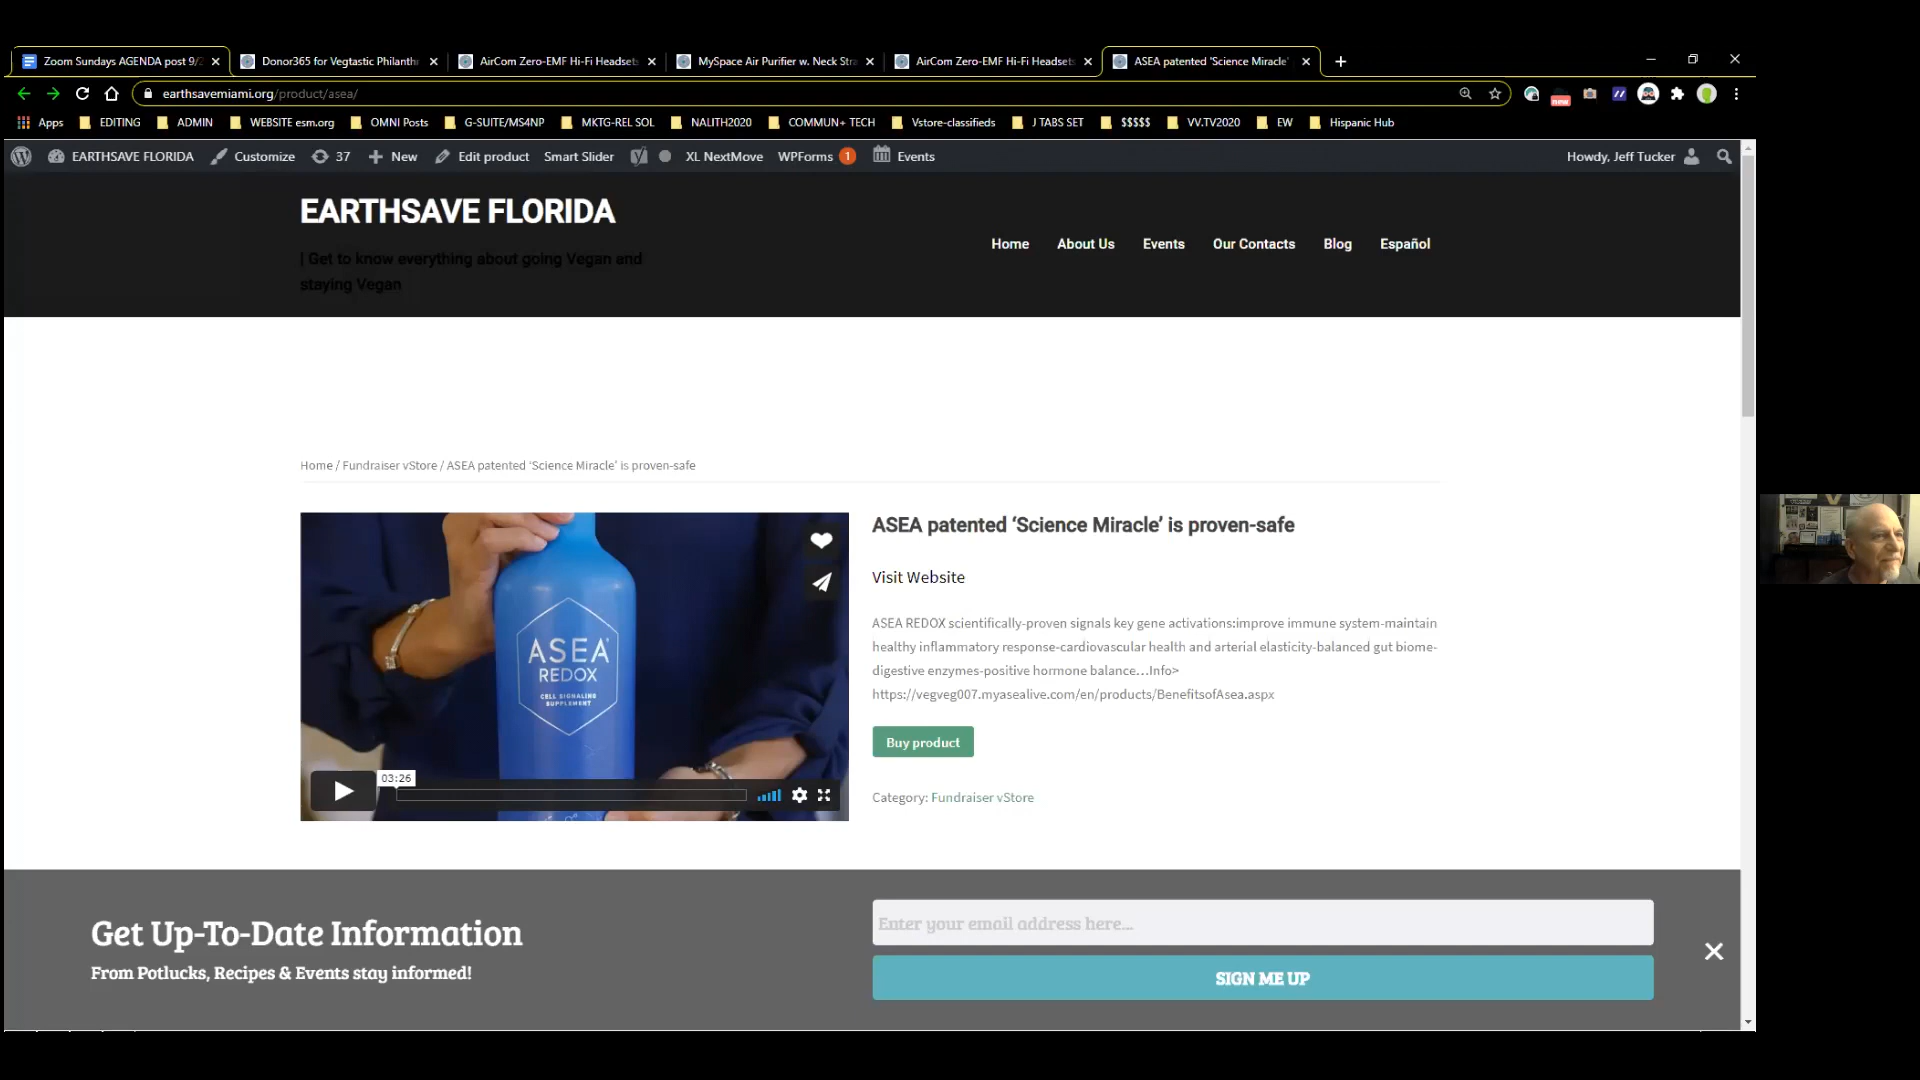 Zoom Sundays AGENDA post 9/
Donor365 for Vegtastic Philanth
AirCom Zero-EMF Hi-Fi Headsets
MySpace Air Purifier w. Neck Stra
AirCom Zero-EMF Hi-Fi Headsets
ASEA patented 'Science Miracle'
earthsavemiami.org/product/asea/
new
Apps
EDITING
ADMIN
WEBSITE esm.org
OMNI Posts
G-SUITE/MS4NP
MKTG-REL SOL
NALITH2020
COMMUN+ TECH
Vstore-classifieds
J TABS SET
$$$$$
VV.TV2020
EW
Hispanic Hub
EARTHSAVE FLORIDA
Customize
37
New
Edit product
Smart Slider
XL NextMove
WPForms 1
Events
Howdy, Jeff Tucker
EARTHSAVE FLORIDA
| Get to know everything about going Vegan and
staying Vegan
Home
About Us
Events
Our Contacts
Blog
Español
Home / Fundraiser vStore / ASEA patented ‘Science Miracle’ is proven-safe
ASEA
REDOX
CELL SIGNALING
SUPPLEMENT
03:26
ASEA patented ‘Science Miracle’ is proven-safe
Visit Website
ASEA REDOX scientifically-proven signals key gene activations:improve immune system-maintain
healthy inflammatory response-cardiovascular health and arterial elasticity-balanced gut biome-
digestive enzymes-positive hormone balance…Info>
https://vegveg007.myasealive.com/en/products/BenefitsofAsea.aspx
Buy product
Category: Fundraiser vStore
Get Up-To-Date Information
From Potlucks, Recipes & Events stay informed!
Enter your email address here...
SIGN ME UP